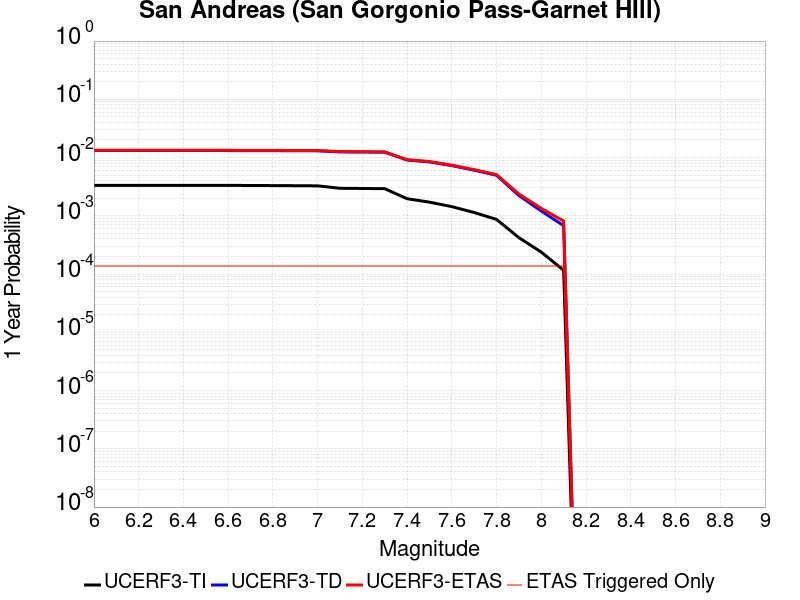 San Andreas (San Gorgonio Pass-Garnet HIll)
10^0
10^-1
10^-2
10^-3
10^-4
10^-5
10^-6
10^-7
10^-8
1 Year Probability
6 6.2 6.4 6.6 6.8 7 7.2 7.4 7.6 7.8 8 8.2 8.4 8.6 8.8 9
Magnitude
UCERF3-TI UCERF3-TD UCERF3-ETAS ETAS Triggered Only